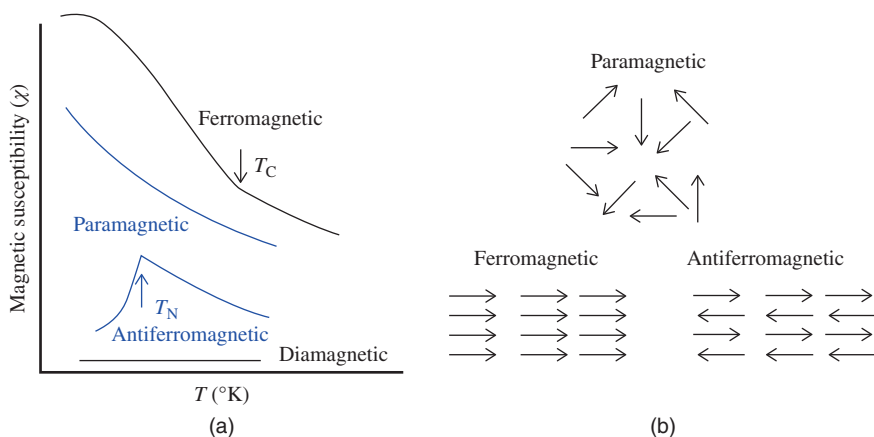 Magnetic susceptibility (χ)
Ferromagnetic
T_C
Paramagnetic
T_N
Antiferromagnetic
Diamagnetic
T (°K)
(a)
Paramagnetic
Ferromagnetic
Antiferromagnetic
(b)